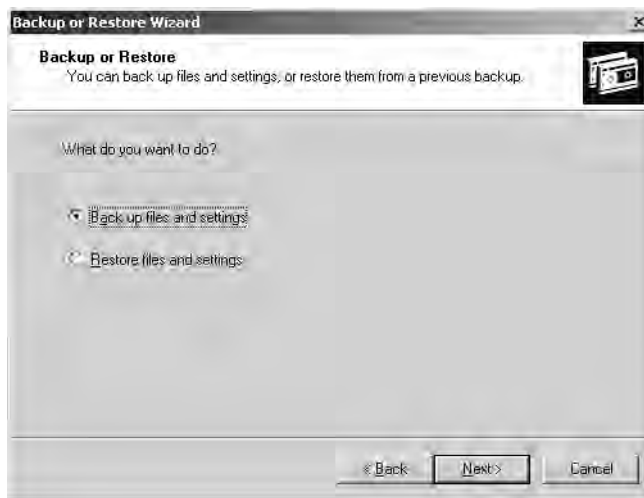 Backup or Restore Wizard
Backup or Restore
You can back up files and settings, or restore them from a previous backup.
What do you want to do?
Back up files and settings
Restore files and settings
< Back Next > Cancel